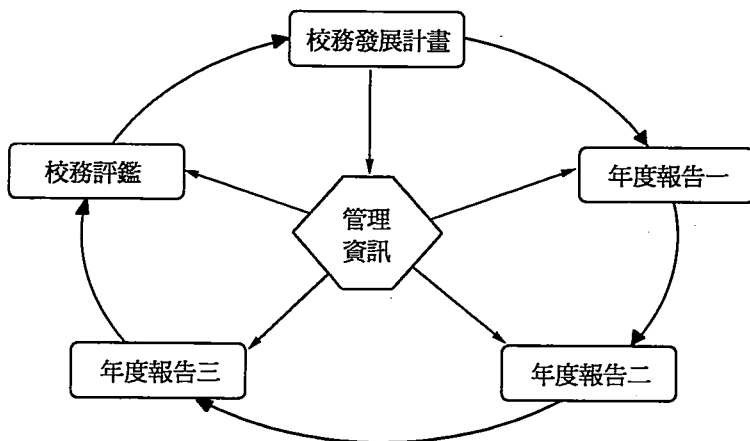 校務發展計畫
校務評鑑
年度報告一
管理
資訊
年度報告三
年度報告二